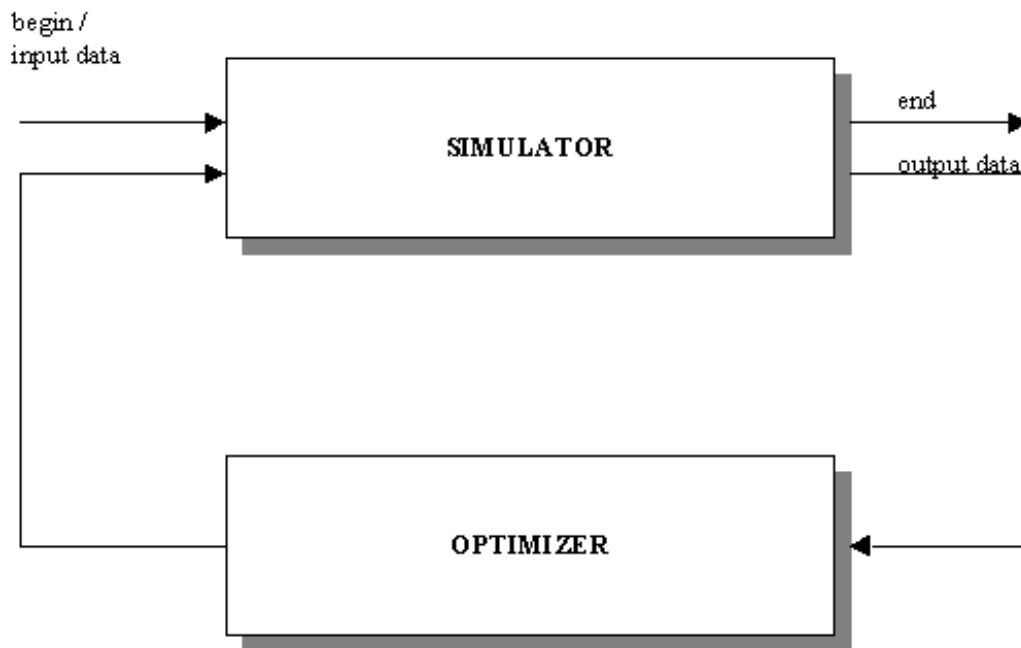 begin /
input data
SIMULATOR
end
output data
OPTIMIZER